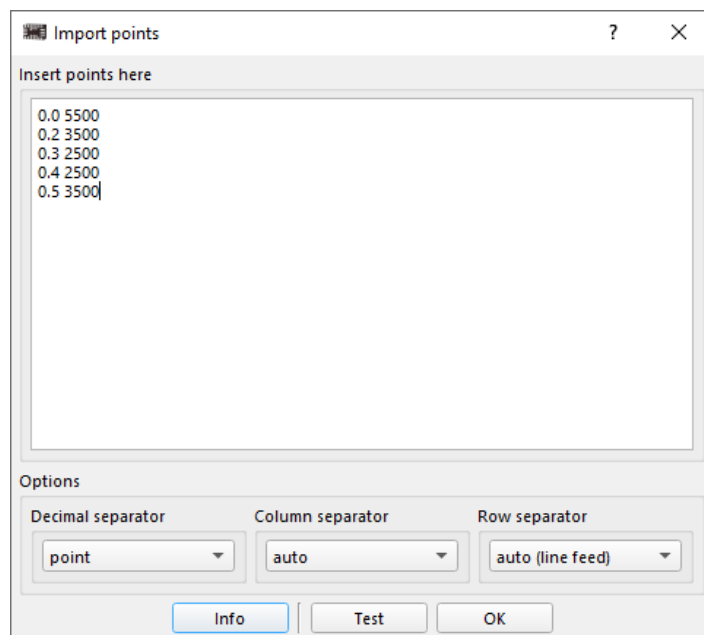 Import points
?
Insert points here
0.0 5500
0.2 3500
0.3 2500
0.4 2500
0.5 3500
Options
Decimal separator Column separator Row separator
point auto auto (line feed)
Info Test OK